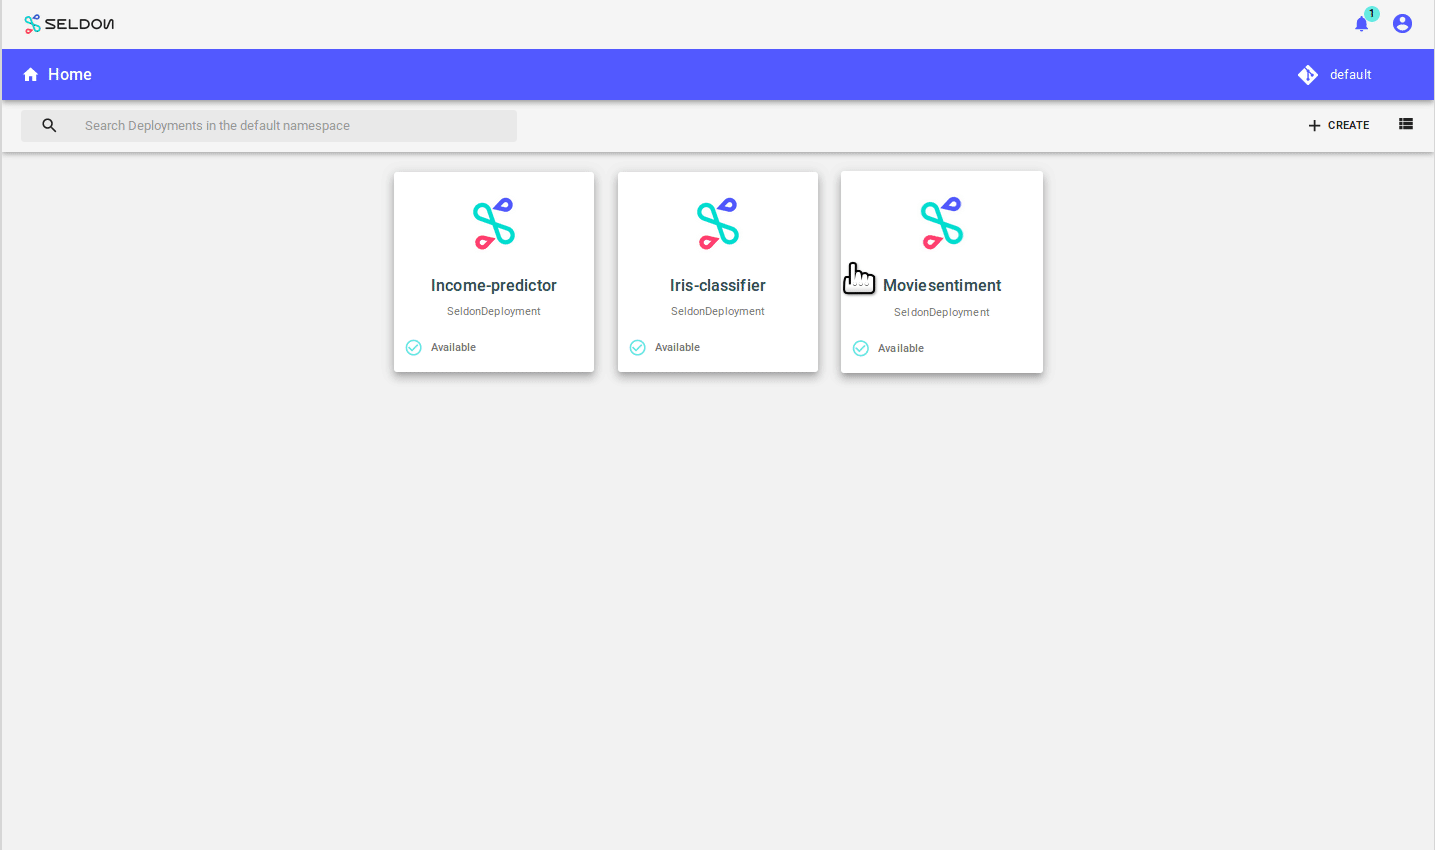 SELDON
1
Home
default
Search Deployments in the default namespace
CREATE
Income-predictor
SeldonDeployment
Available
Iris-classifier
SeldonDeployment
Available
Moviesentiment
SeldonDeployment
Available